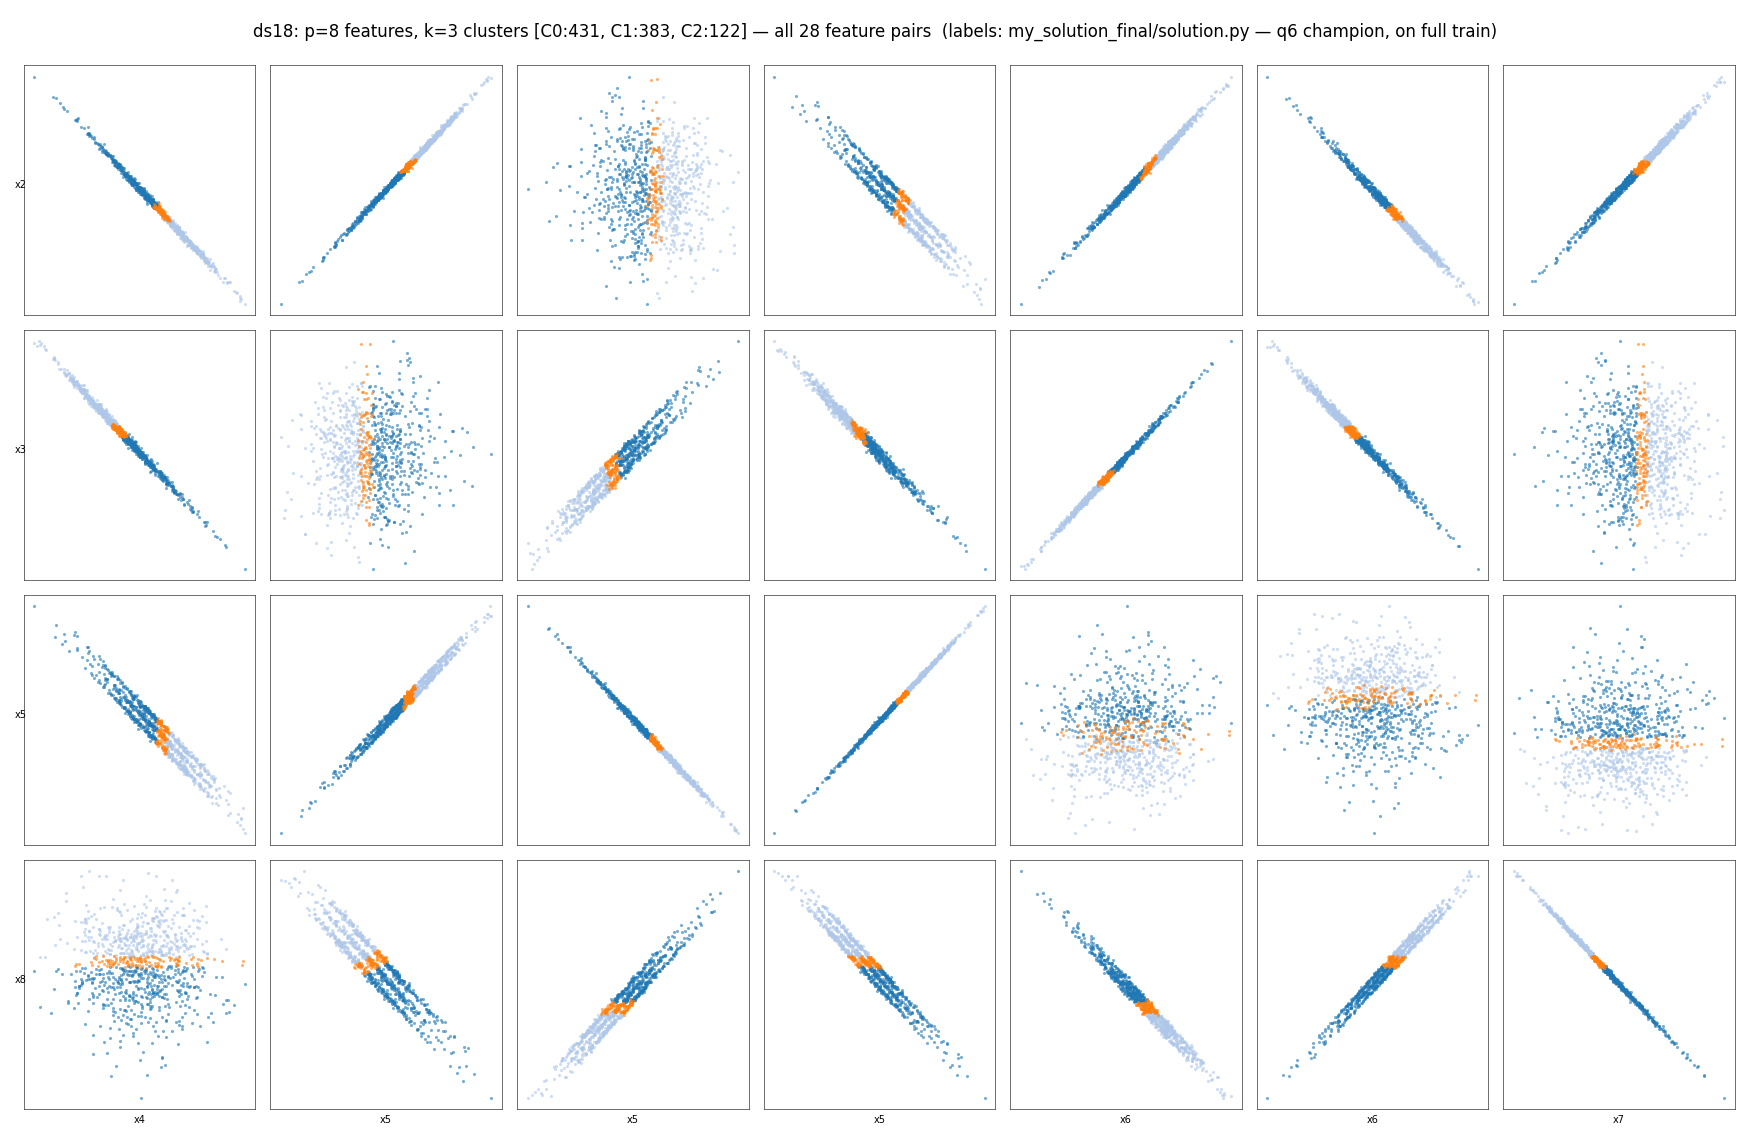 ds18: p=8 features, k=3 clusters [C0:431, C1:383, C2:122] — all 28 feature pairs (labels: my_solution_final/solution.py — q6 champion, on full train)
x2
x3
x5
x8
x4
x5
x5
x5
x6
x6
x7